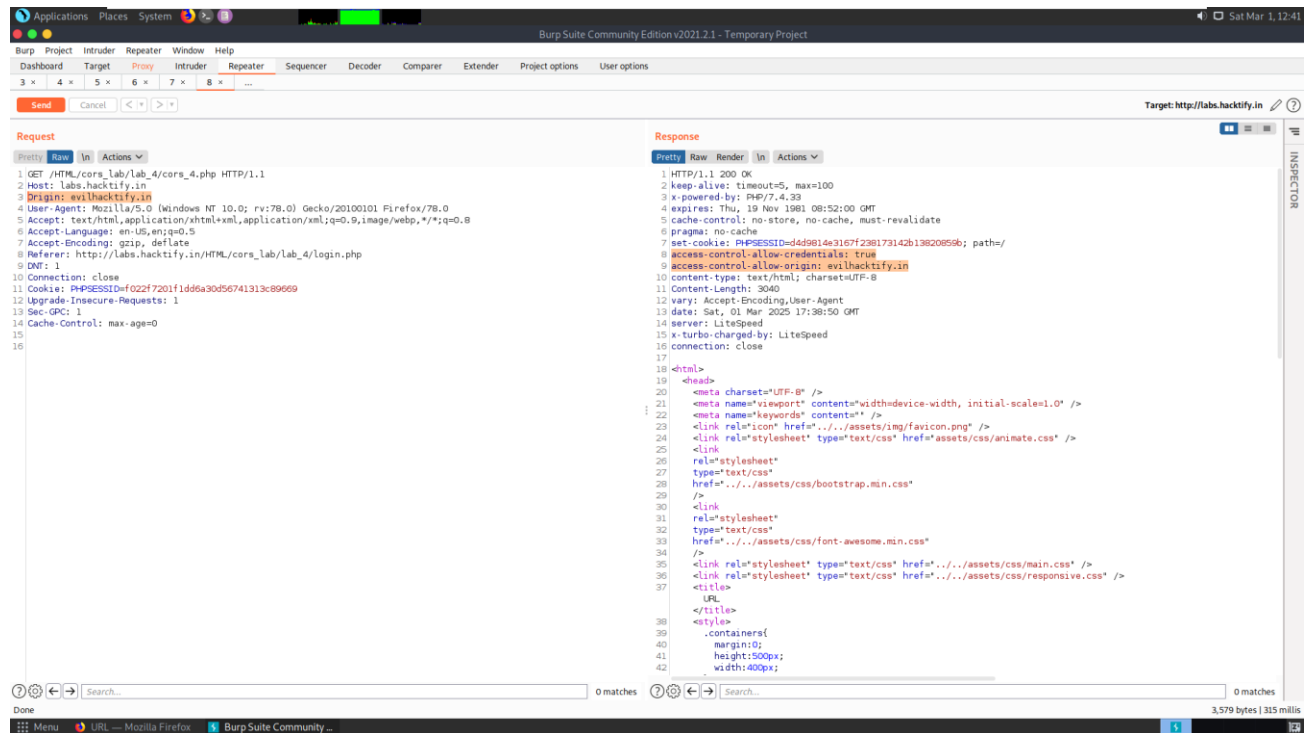 Applications Places System Sat Mar 1, 12:41
Burp Suite Community Edition v2021.2.1 - Temporary Project
Burp Project Intruder Repeater Window Help
Dashboard Target Proxy Intruder Repeater Sequencer Decoder Comparer Extender Project options User options
3 × 4 × 5 × 6 × 7 × 8 × ...
Send Cancel < > Target: http://labs.hacktify.in
Request
Pretty Raw \n Actions
1 GET /HTML/cors_lab/lab_4/cors_4.php HTTP/1.1
2 Host: labs.hacktify.in
3 Origin: evilhacktify.in
4 User-Agent: Mozilla/5.0 (Windows NT 10.0; rv:78.0) Gecko/20100101 Firefox/78.0
5 Accept: text/html,application/xhtml+xml,application/xml;q=0.9,image/webp,*/*;q=0.8
6 Accept-Language: en-US,en;q=0.5
7 Accept-Encoding: gzip, deflate
8 Referer: http://labs.hacktify.in/HTML/cors_lab/lab_4/login.php
9 DNT: 1
10 Connection: close
11 Cookie: PHPSESSID=f022f7201f1dd6a30d56741313c89669
12 Upgrade-Insecure-Requests: 1
13 Sec-GPC: 1
14 Cache-Control: max-age=0
15
16
Search... 0 matches
Response
Pretty Raw Render \n Actions
1 HTTP/1.1 200 OK
2 keep-alive: timeout=5, max=100
3 x-powered-by: PHP/7.4.33
4 expires: Thu, 19 Nov 1981 08:52:00 GMT
5 cache-control: no-store, no-cache, must-revalidate
6 pragma: no-cache
7 set-cookie: PHPSESSID=d4d9814e3167f238173142b13820859b; path=/
8 access-control-allow-credentials: true
9 access-control-allow-origin: evilhacktify.in
10 content-type: text/html; charset=UTF-8
11 Content-Length: 3040
12 vary: Accept-Encoding,User-Agent
13 date: Sat, 01 Mar 2025 17:38:50 GMT
14 server: LiteSpeed
15 x-turbo-charged-by: LiteSpeed
16 connection: close
17
18 <html>
19 <head>
20 <meta charset="UTF-8" />
21 <meta name="viewport" content="width=device-width, initial-scale=1.0" />
22 <meta name="keywords" content="" />
23 <link rel="icon" href="../../assets/img/favicon.png" />
24 <link rel="stylesheet" type="text/css" href="assets/css/animate.css" />
25 <link
26 rel="stylesheet"
27 type="text/css"
28 href="../../assets/css/bootstrap.min.css"
29 />
30 <link
31 rel="stylesheet"
32 type="text/css"
33 href="../../assets/css/font-awesome.min.css"
34 />
35 <link rel="stylesheet" type="text/css" href="../../assets/css/main.css" />
36 <link rel="stylesheet" type="text/css" href="../../assets/css/responsive.css" />
37 <title>
URL
</title>
38 <style>
39 .containers{
40 margin:0;
41 height:500px;
42 width:400px;
Search... 0 matches
INSPECTOR
Done 3,579 bytes | 315 millis
Menu URL — Mozilla Firefox Burp Suite Community ...